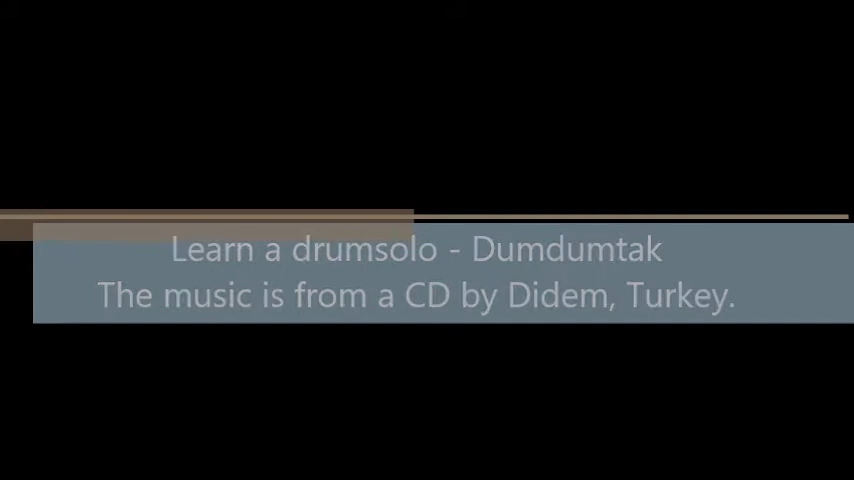 Learn a drumsolo - Dumdumtak
The music is from a CD by Didem, Turkey.